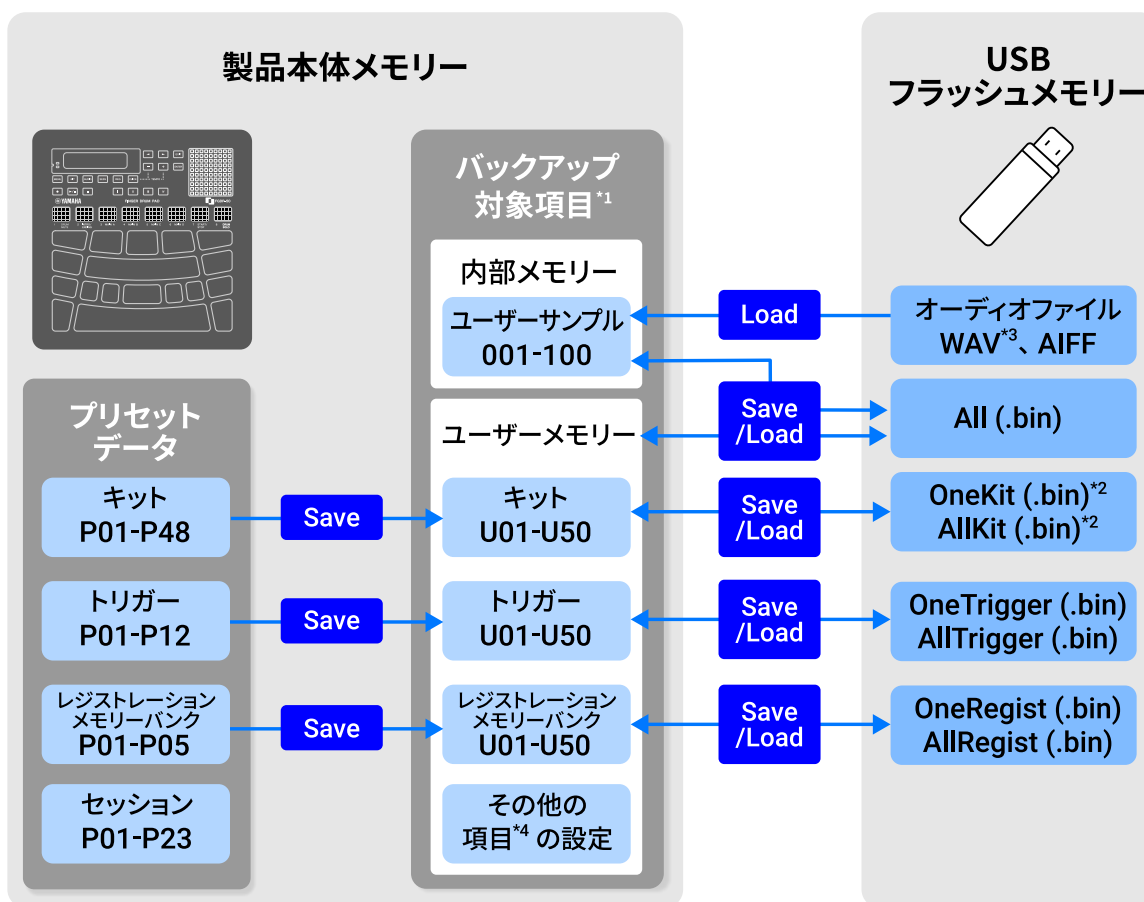 製品本体メモリー
YAMAHA
FINGER DRUM PAD
バックアップ
対象項目*1
内部メモリー
ユーザーサンプル
001-100
ユーザーメモリー
キット
U01-U50
トリガー
U01-U50
レジストレーション
メモリーバンク
U01-U50
その他の
項目*4 の設定
プリセット
データ
キット
P01-P48
トリガー
P01-P12
レジストレーション
メモリーバンク
P01-P05
セッション
P01-P23
Save
Save
Save
Load
Save
/Load
Save
/Load
Save
/Load
Save
/Load
USB
フラッシュメモリー
オーディオファイル
WAV*3、AIFF
All (.bin)
OneKit (.bin)*2
AllKit (.bin)*2
OneTrigger (.bin)
AllTrigger (.bin)
OneRegist (.bin)
AllRegist (.bin)